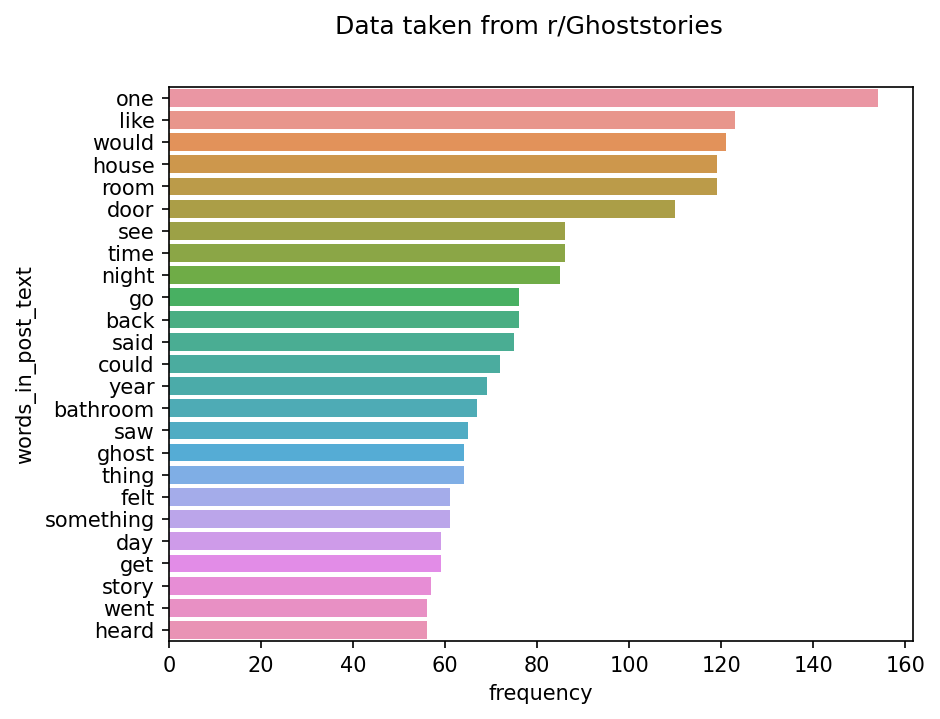 Data taken from r/Ghoststories
words_in_post_text
one
like
would
house
room
door
see
time
night
go
back
said
could
year
bathroom
saw
ghost
thing
felt
something
day
get
story
went
heard
0 20 40 60 80 100 120 140 160
frequency